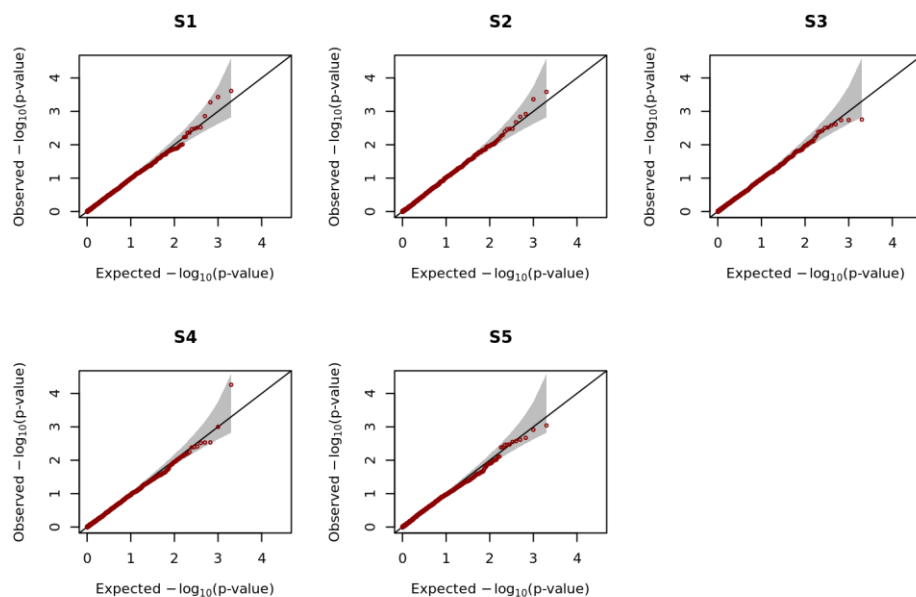 S1
Observed −log10(p-value)
4
3
2
1
0
0 1 2 3 4
Expected −log10(p-value)
S2
Observed −log10(p-value)
4
3
2
1
0
0 1 2 3 4
Expected −log10(p-value)
S3
Observed −log10(p-value)
4
3
2
1
0
0 1 2 3 4
Expected −log10(p-value)
S4
Observed −log10(p-value)
4
3
2
1
0
0 1 2 3 4
Expected −log10(p-value)
S5
Observed −log10(p-value)
4
3
2
1
0
0 1 2 3 4
Expected −log10(p-value)